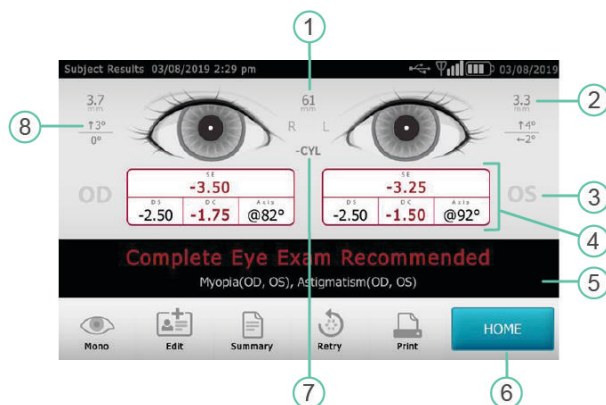 1
Subject Results 03/08/2019 2:29 pm 03/08/2019
3.7 mm 61 mm 3.3 mm 2
8 ↑3° R L ↑4°
0° ←2°
-CYL
OD SE -3.50 SE -3.25 OS 3
DS DC Axis DS DC Axis 4
-2.50 -1.75 @82° -2.50 -1.50 @92°
Complete Eye Exam Recommended
Myopia(OD, OS), Astigmatism(OD, OS) 5
Mono Edit Summary Retry Print HOME
7 6